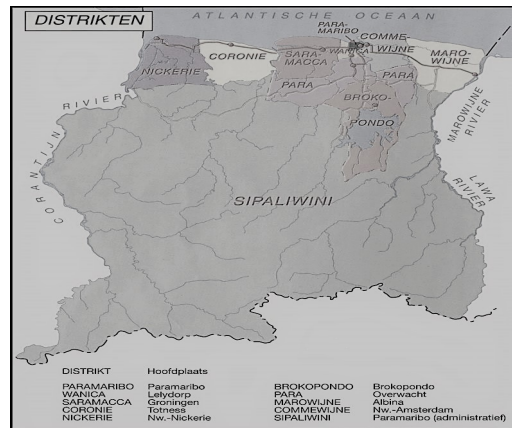 DISTRIKTEN
ATLANTISCHE OCEAAN
PARA-
MARIBO
COMME-
WIJNE
WANICA
CORONIE
SARA-
MACCA
MARO-
WIJNE
NICKERIE
PARA
PARA
BROKO-
PONDO
CORANTIJN RIVIER
MAROWIJNE
RIVIER
LAWA
RIVIER
SIPALIWINI
DISTRIKT Hoofdplaats
PARAMARIBO Paramaribo
WANICA Lelydorp
SARAMACCA Groningen
CORONIE Totness
NICKERIE Nw.-Nickerie
BROKOPONDO Brokopondo
PARA Overwacht
MAROWIJNE Albina
COMMEWIJNE Nw.-Amsterdam
SIPALIWINI Paramaribo (administratief)